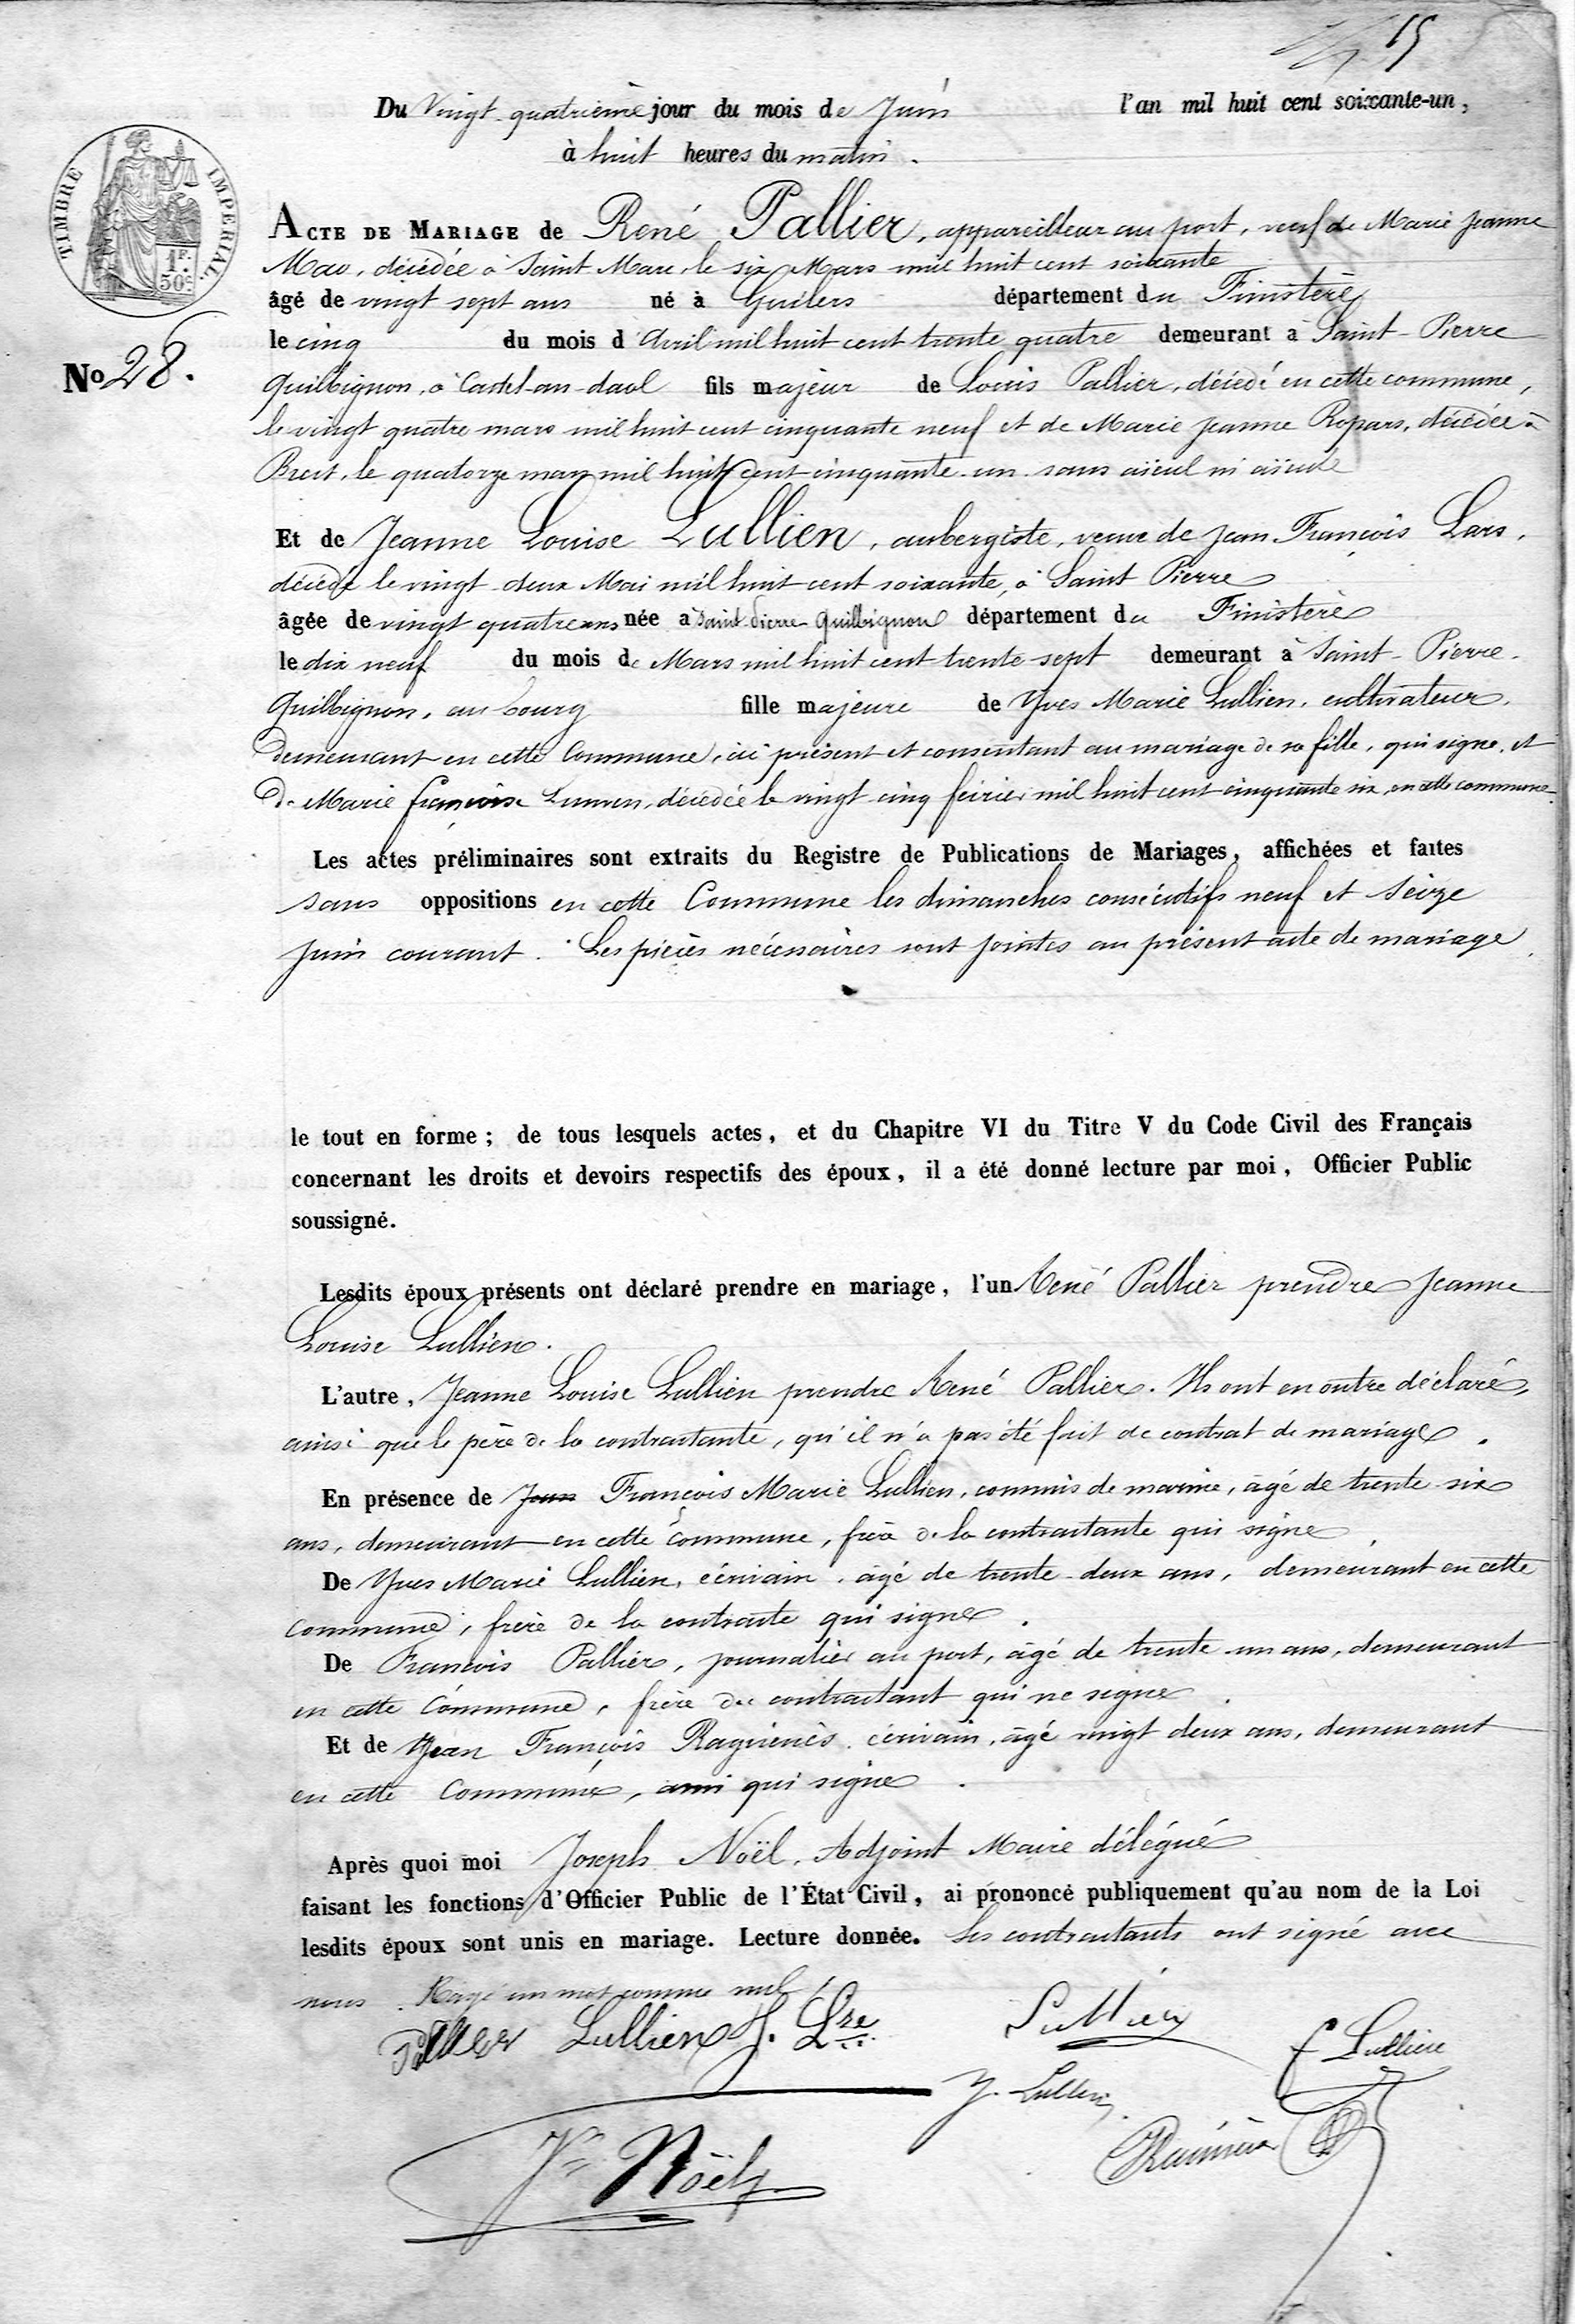 15
Du Vingt quatrième jour du mois de Juin l'an mil huit cent soixante-un,
à huit heures du matin.
TIMBRE IMPÉRIAL.
1 F. 50 c.
ACTE DE MARIAGE de René Pallier, appareilleur au port, veuf de Marie Jeanne
décédée à Saint Marc, le six Mars mil huit cent soixante
âgé de vingt sept ans né à Guilers département du Finistère
le cinq du mois d'Avril mil huit cent trente quatre demeurant à Saint-Pierre
No 28.
Quilbignon, à Castel-an-daol fils majeur de Louis Pallier, décédé en cette commune,
le vingt quatre mars mil huit cent cinquante neuf et de Marie Jeanne Ropars, décédée à
Brest, le quatorze mars mil huit cent cinquante-un sans aïeul ni aïeule
Et de Jeanne Louise Lullien, aubergiste, veuve de Jean François Lars,
décédé le vingt-deux Mai mil huit cent soixante, à Saint Pierre
âgée de vingt quatre ans née à Saint-Pierre-Quilbignon département du Finistère
le dix neuf du mois de Mars mil huit cent trente-sept demeurant à Saint-Pierre-
Quilbignon, au bourg fille majeure de Yves Marie Lullien, cultivateur,
demeurant en cette Commune, ici présent et consentant au mariage de sa fille, qui signe, et
de Marie françoise décédée le vingt cinq février mil huit cent cinquante six, en cette commune.
Les actes préliminaires sont extraits du Registre de Publications de Mariages, affichées et faites
sans oppositions en cette Commune les dimanches consécutifs neuf et seize
Juin courant. Les pièces nécessaires sont jointes au présent acte de mariage.
le tout en forme ; de tous lesquels actes, et du Chapitre VI du Titre V du Code Civil des Français
concernant les droits et devoirs respectifs des époux, il a été donné lecture par moi, Officier Public
soussigné.
Lesdits époux présents ont déclaré prendre en mariage, l'un René Pallier prendre Jeanne
Louise Lullien.
L'autre, Jeanne Louise Lullien prendre René Pallier. Ils ont en outre déclaré,
ainsi que le père de la contractante, qu'il n'a pas été fait de contrat de mariage.
En présence de Jean François Marie Lullien, commis de marine, âgé de trente-six
ans, demeurant en cette Commune, frère de la contractante qui signe
De Yves Marie Lullien, écrivain, âgé de trente-deux ans, demeurant en cette
commune, frère de la contracte qui signe.
De François Pallier, journalier au port, âgé de trente-un ans, demeurant
en cette Commune, frère du contractant qui ne signe.
Et de Jean François Raguénès, écrivain, âgé vingt deux ans, demeurant
en cette Commune, ami qui signe.
Après quoi moi Joseph Noël, Adjoint Maire délégué
faisant les fonctions d'Officier Public de l'État Civil, ai prononcé publiquement qu'au nom de la Loi
lesdits époux sont unis en mariage. Lecture donnée. Les contractants ont signé avec
nous. Rayé un mot comme nul
Pallier Lullien J. Lse Lullien F Lullien
Y. Lullien
Jh Noël